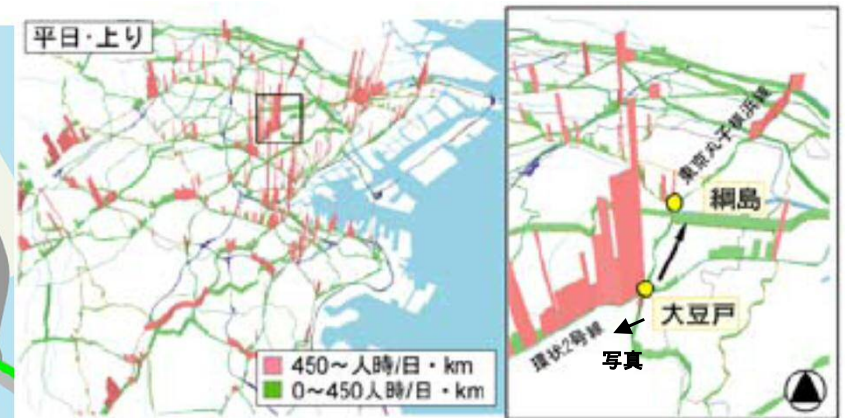 平日・上り
450～人時/日・km
0～450人時/日・km
東京丸子横浜線
綱島
大豆戸
環状2号線
写真